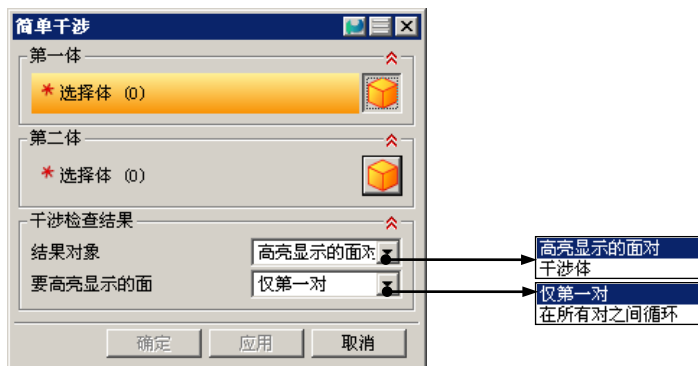 简单干涉
第一体
* 选择体 (0)
第二体
* 选择体 (0)
干涉检查结果
结果对象 高亮显示的面对
要高亮显示的面 仅第一对
高亮显示的面对
干涉体
仅第一对
在所有对之间循环
确定 应用 取消